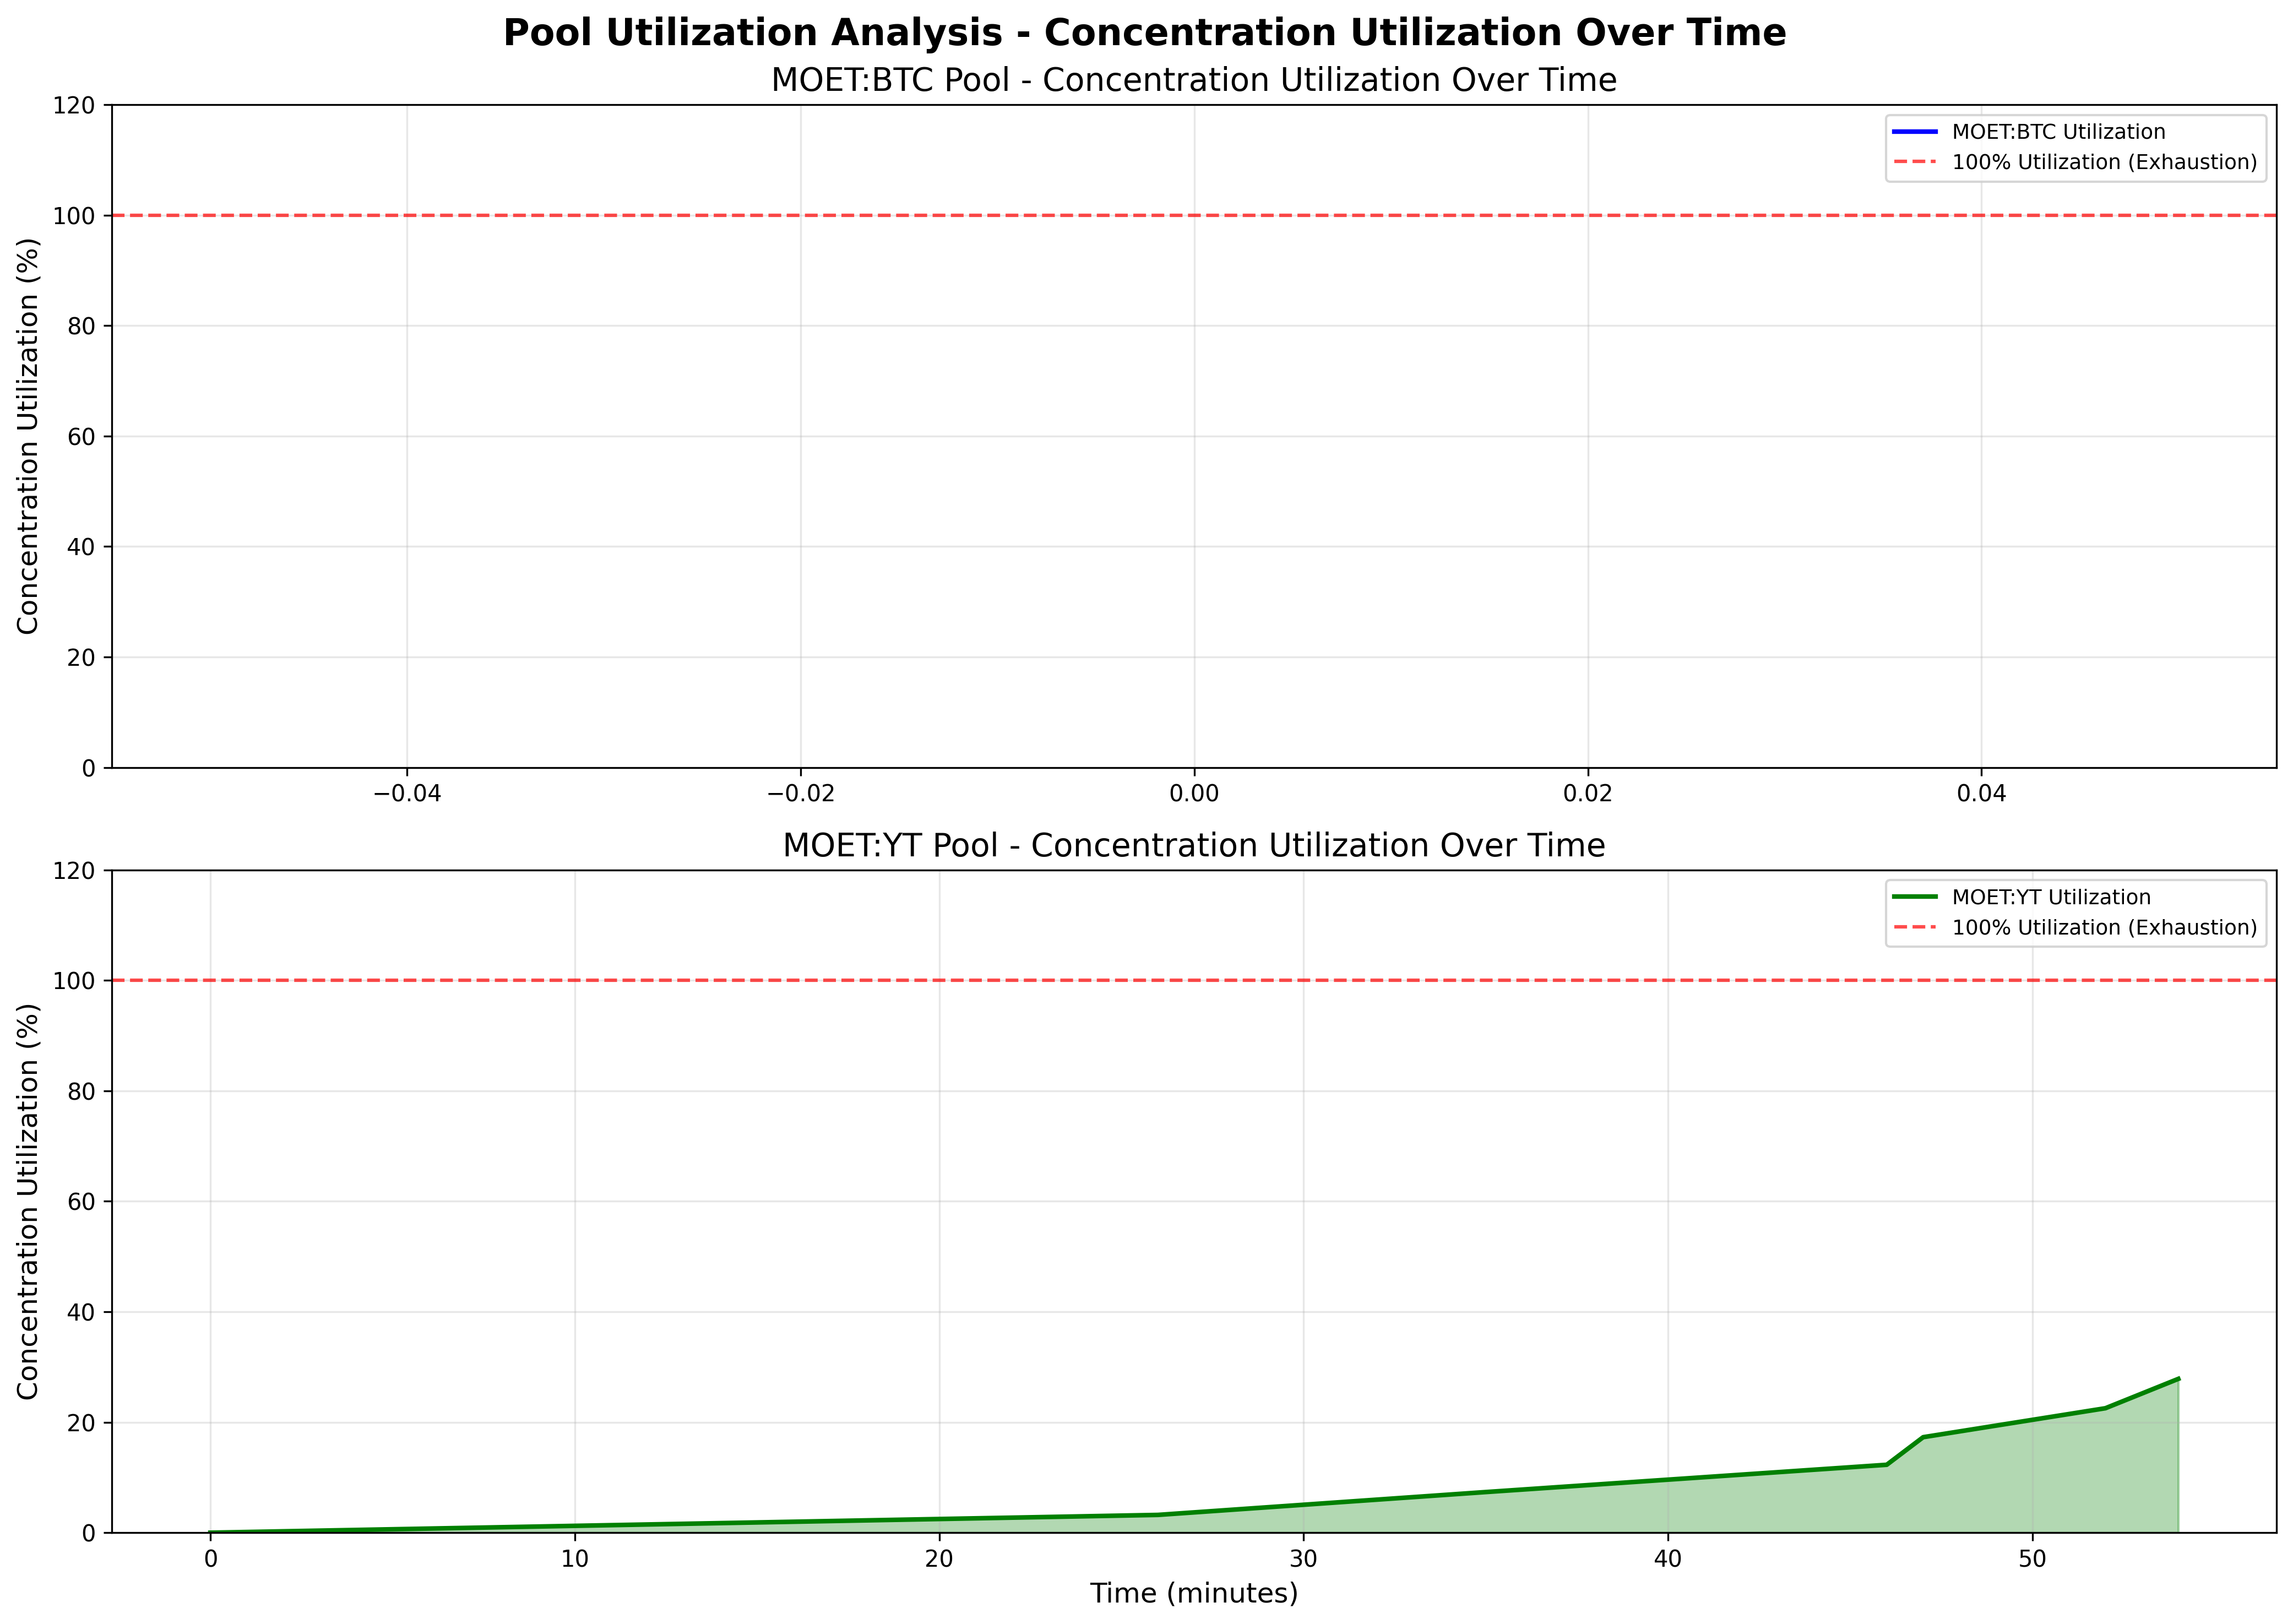 Pool Utilization Analysis - Concentration Utilization Over Time
MOET:BTC Pool - Concentration Utilization Over Time
120
100
80
60
40
20
0
Concentration Utilization (%)
MOET:BTC Utilization
100% Utilization (Exhaustion)
−0.04
−0.02
0.00
0.02
0.04
MOET:YT Pool - Concentration Utilization Over Time
120
100
80
60
40
20
0
Concentration Utilization (%)
MOET:YT Utilization
100% Utilization (Exhaustion)
0
10
20
30
40
50
Time (minutes)